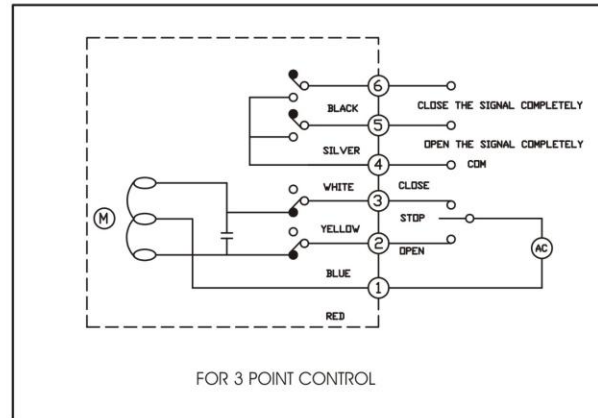 6
BLACK
CLOSE THE SIGNAL COMPLETELY
5
SILVER
OPEN THE SIGNAL COMPLETELY
4
COM
WHITE
3
CLOSE
M
STOP
YELLOW
2
OPEN
AC
BLUE
1
RED
FOR 3 POINT CONTROL